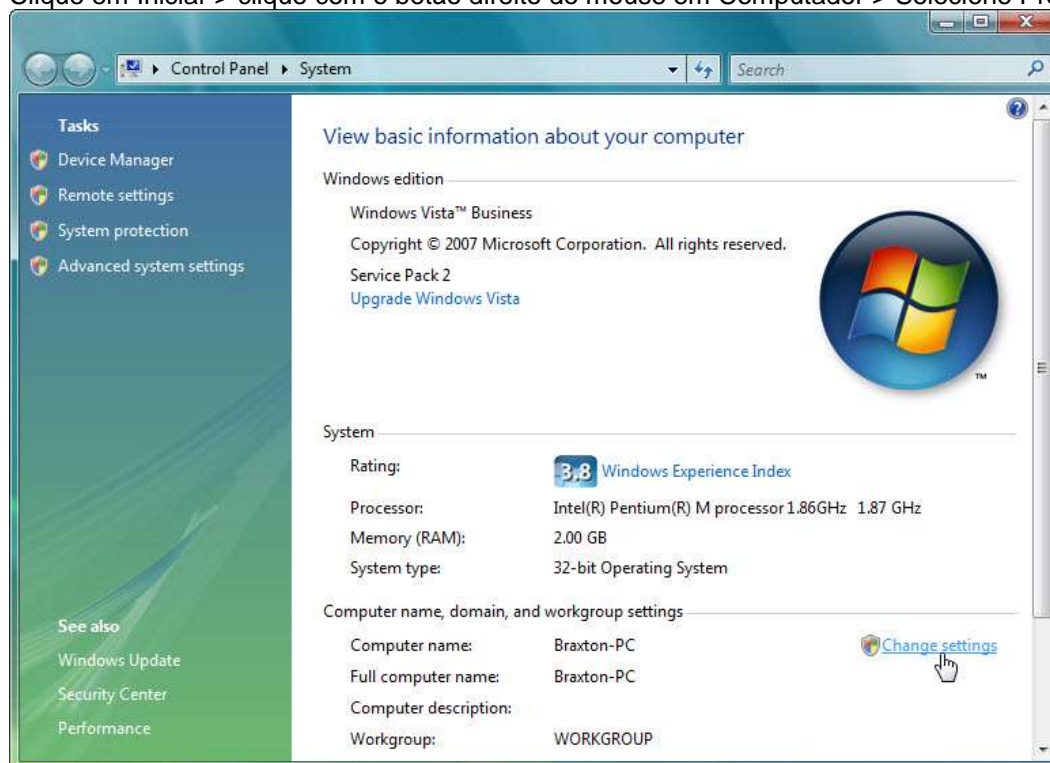 Clique em Iniciar > clique com o botão direito do mouse em Computador > Selecione
Control Panel ▸ System
Search
Tasks
Device Manager
Remote settings
System protection
Advanced system settings
See also
Windows Update
Security Center
Performance
View basic information about your computer
Windows edition
Windows Vista™ Business
Copyright © 2007 Microsoft Corporation. All rights reserved.
Service Pack 2
Upgrade Windows Vista
TM
System
Rating: 3,8 Windows Experience Index
Processor: Intel(R) Pentium(R) M processor 1.86GHz 1.87 GHz
Memory (RAM): 2.00 GB
System type: 32-bit Operating System
Computer name, domain, and workgroup settings
Computer name: Braxton-PC Change settings
Full computer name: Braxton-PC
Computer description:
Workgroup: WORKGROUP